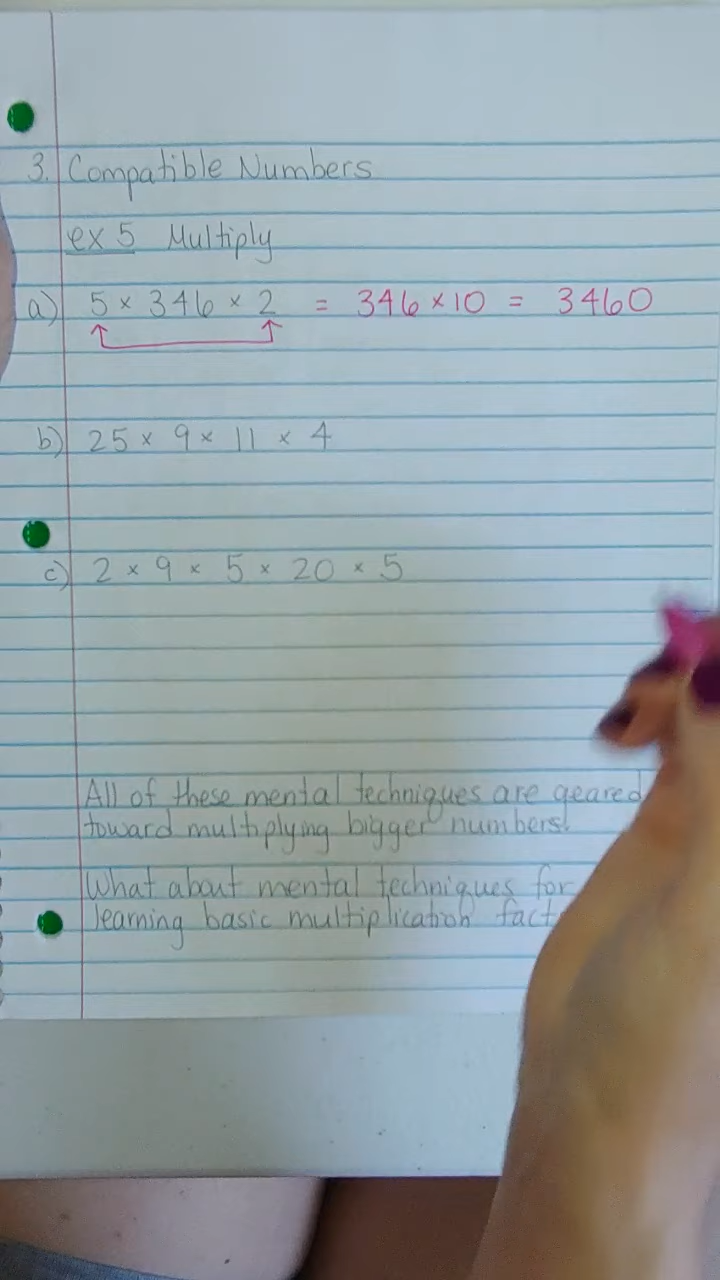 3. Compatible Numbers
ex 5 Multiply
a) 5 × 346 × 2 = 346 × 10 = 3460
b) 25 × 9 × 11 × 4
c) 2 × 9 × 5 × 20 × 5
All of these mental techniques are geared
toward multiplying bigger numbers.
What about mental techniques for
learning basic multiplication fact